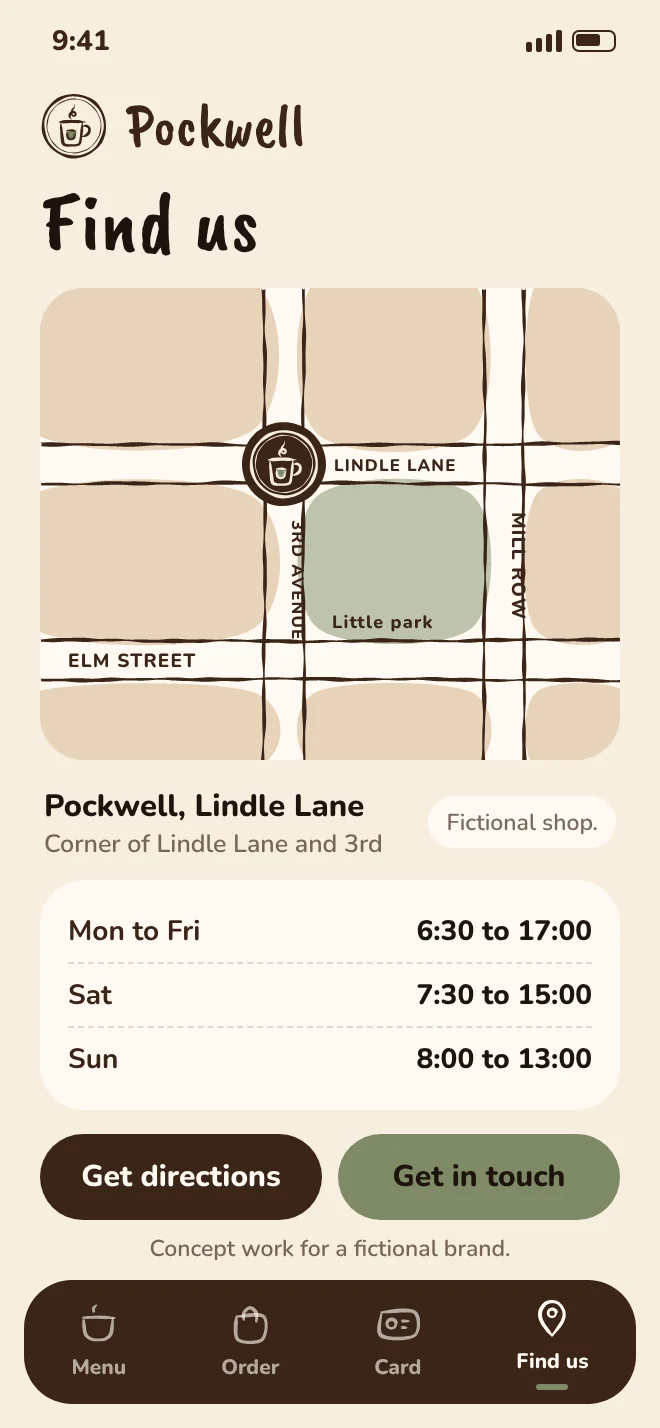 9:41
Pockwell
Find us
LINDLE LANE
3RD AVENUE
MILL ROW
Little park
ELM STREET
Pockwell, Lindle Lane
Corner of Lindle Lane and 3rd
Fictional shop.
Mon to Fri 6:30 to 17:00
Sat 7:30 to 15:00
Sun 8:00 to 13:00
Get directions Get in touch
Concept work for a fictional brand.
Menu Order Card Find us